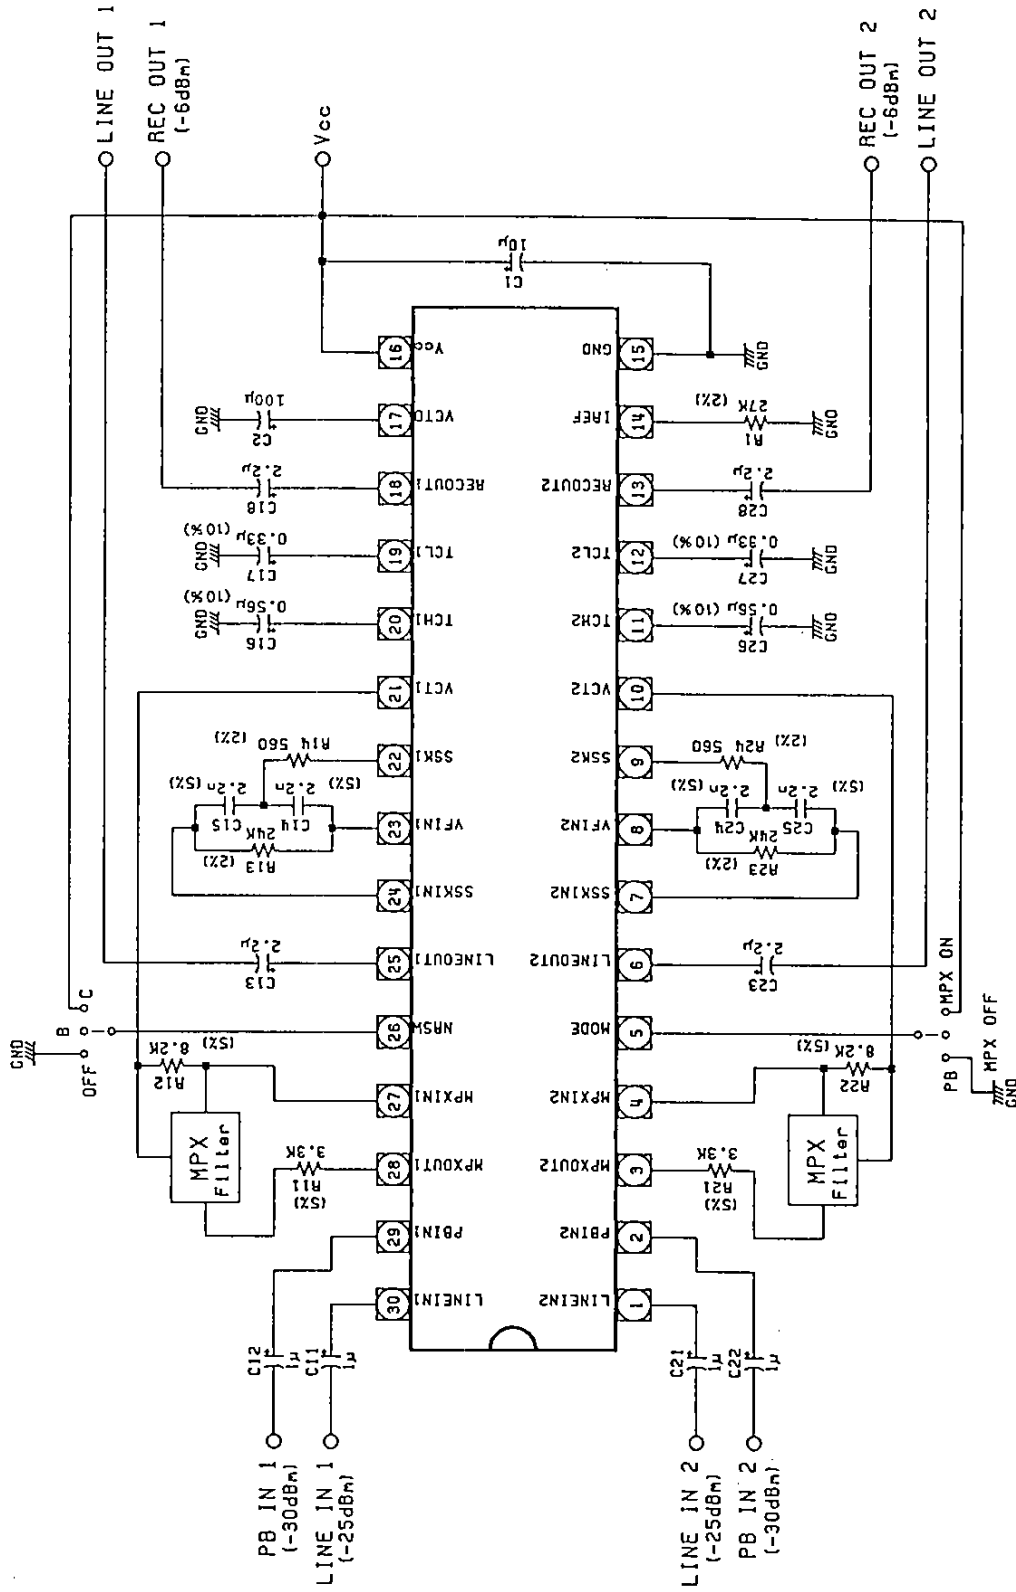 LINE OUT 1
REC OUT 1
(-6dBm)
Vcc
REC OUT 2
(-6dBm)
LINE OUT 2
C1
10μ
16
Vcc
15
GND
GND
GND
100μ
C2
17
VCTC
14
IREF
R1
27K
(2%)
GND
2.2μ
C18
18
RECOUT1
13
RECOUT2
2.2μ
C28
GND
0.33μ (10%)
C17
19
TCL1
12
TCL2
0.33μ (10%)
C27
GND
GND
0.56μ (10%)
C16
20
TCH1
11
TCH2
0.56μ (10%)
C26
GND
21
VCT1
10
VCT2
R14 560
(2%)
22
SSK1
9
SSK2
R24 560
(2%)
2.2n
(5%)
C15
2.2n
(5%)
C14
R13
24K
(2%)
23
VFIN1
8
VFIN2
2.2n
(5%)
C24
2.2n
(5%)
C25
R23
24K
(2%)
24
SSKIN1
7
SSKIN2
2.2μ
C13
25
LINEOUT1
6
LINEOUT2
2.2μ
C23
C
B
OFF
GND
26
NRSW
5
MODE
MPX ON
MPX OFF
PB
GND
R12
8.2K
(5%)
27
MPXIN1
4
MPXIN2
R22
8.2K
(5%)
MPX
Filter
R11
3.3K
(5%)
28
MPXOUT1
3
MPXOUT2
R21
3.3K
(5%)
MPX
Filter
29
PBIN1
2
PBIN2
30
LINEIN1
1
LINEIN2
C12
1μ
C11
1μ
C21
1μ
C22
1μ
PB IN 1
(-30dBm)
LINE IN 1
(-25dBm)
LINE IN 2
(-25dBm)
PB IN 2
(-30dBm)